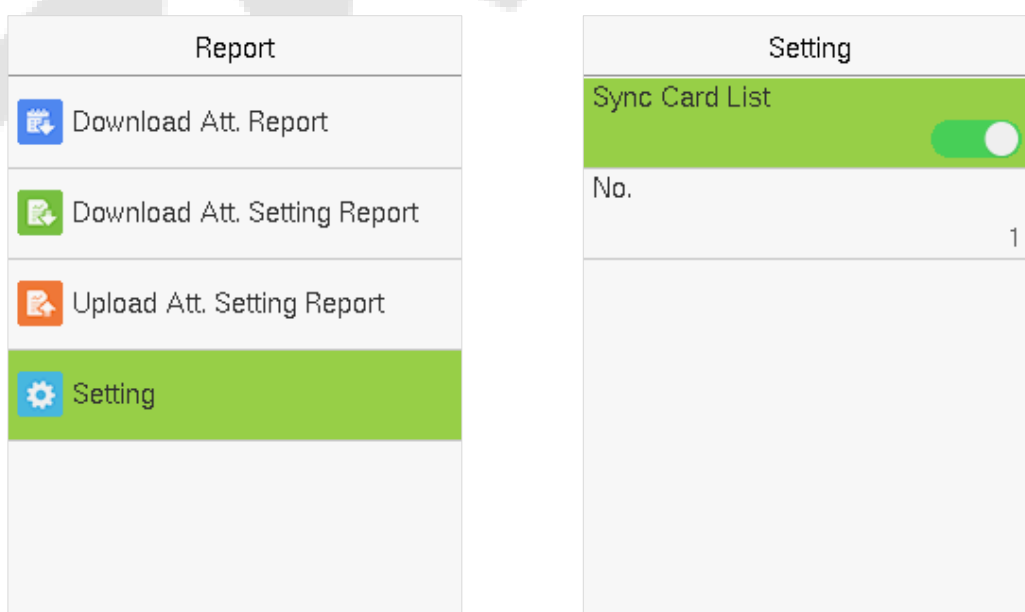 Report
Download Att. Report
Download Att. Setting Report
Upload Att. Setting Report
Setting
Setting
Sync Card List
No.
1